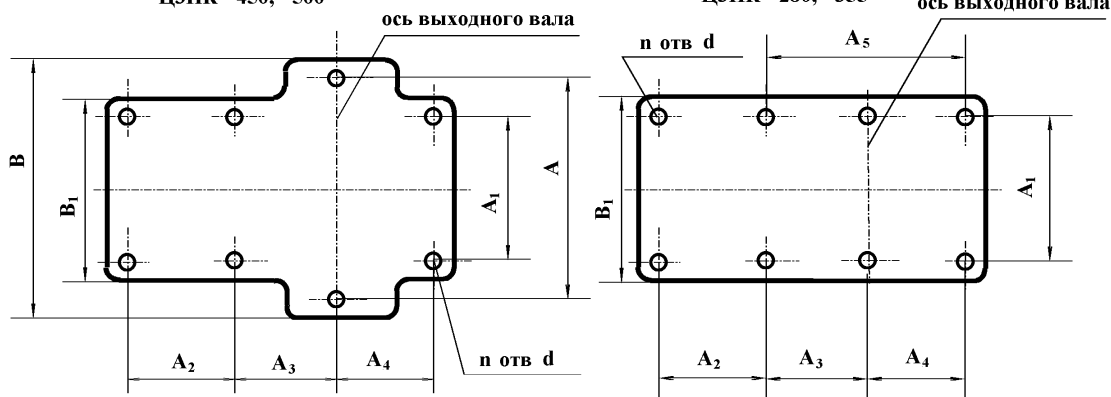 ось выходного вала
ось выходного вала
n отв d
A5
B
B1
A1
A
B1
A1
A2
A3
A4
n отв d
A2
A3
A4